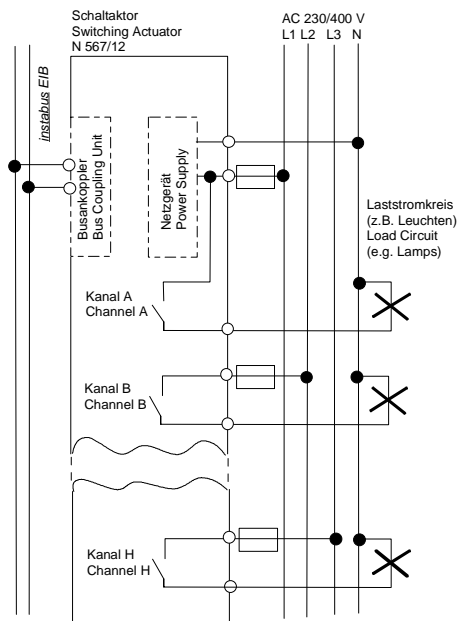 Schaltaktor
Switching Actuator
N 567/12
AC 230/400 V
L1 L2 L3 N
instabus EIB
Busankoppler
Bus Coupling Unit
Netzgerät
Power Supply
Laststromkreis
(z.B. Leuchten)
Load Circuit
(e.g. Lamps)
Kanal A
Channel A
Kanal B
Channel B
Kanal H
Channel H